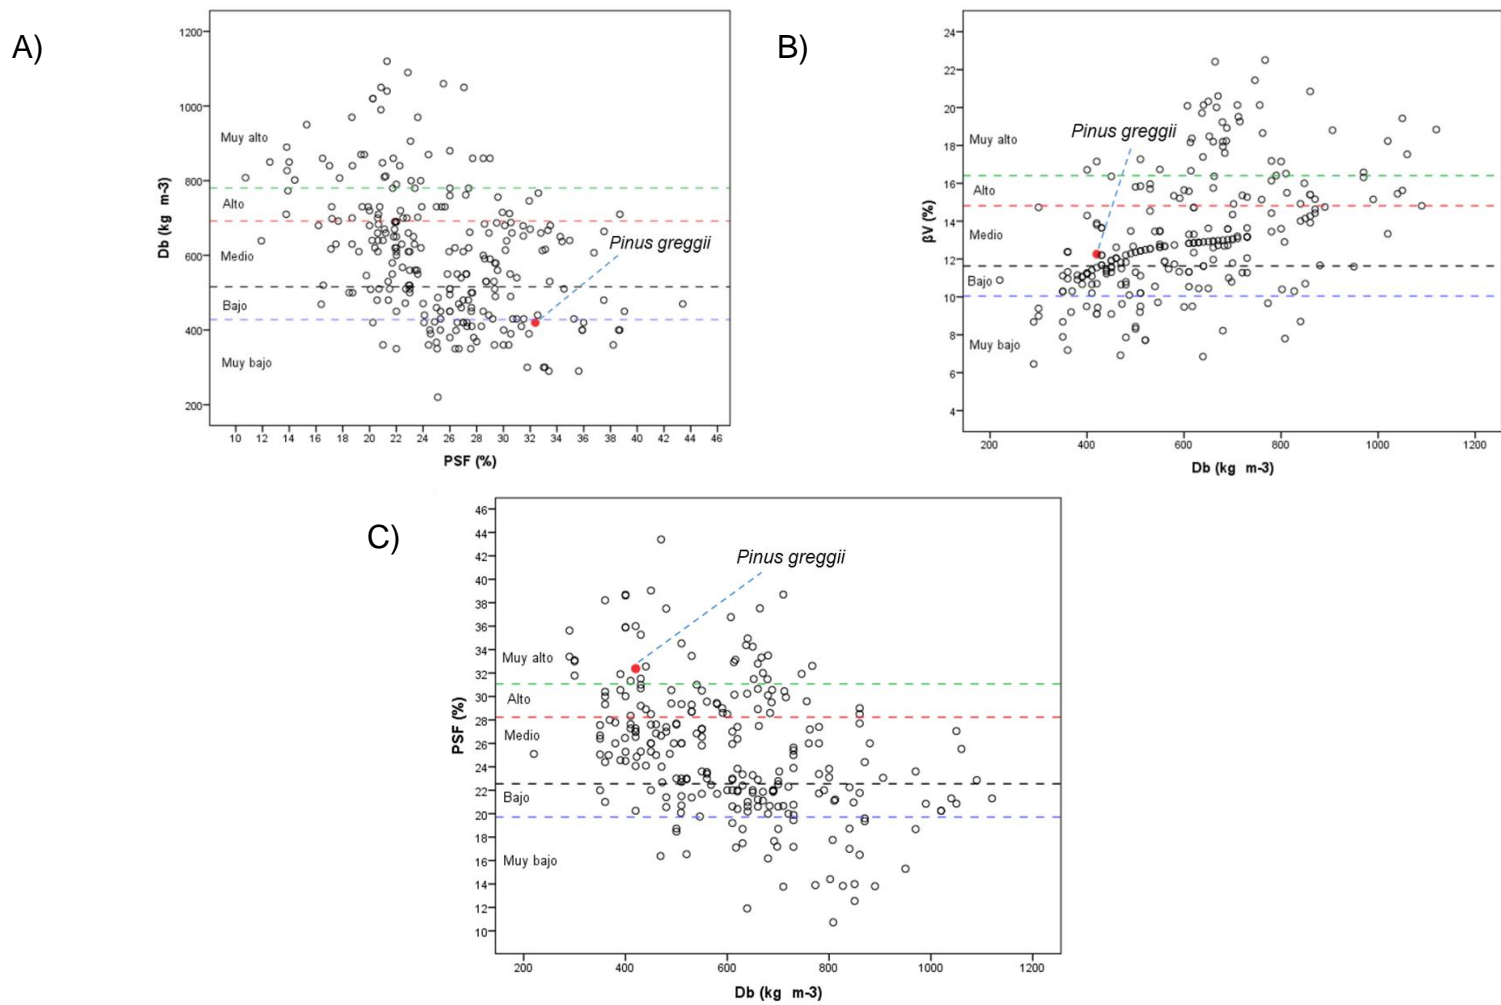 A)
1200
1000
800
600
400
200
Db (kg m-3)
Muy alto
Alto
Medio
Bajo
Muy bajo
Pinus greggii
10 12 14 16 18 20 22 24 26 28 30 32 34 36 38 40 42 44 46
PSF (%)
B)
24
22
20
18
16
14
12
10
8
6
4
βV (%)
Muy alto
Alto
Medio
Bajo
Muy bajo
Pinus greggii
200 400 600 800 1000 1200
Db (kg m-3)
C)
46
44
42
40
38
36
34
32
30
28
26
24
22
20
18
16
14
12
10
PSF (%)
Muy alto
Alto
Medio
Bajo
Muy bajo
Pinus greggii
200 400 600 800 1000 1200
Db (kg m-3)